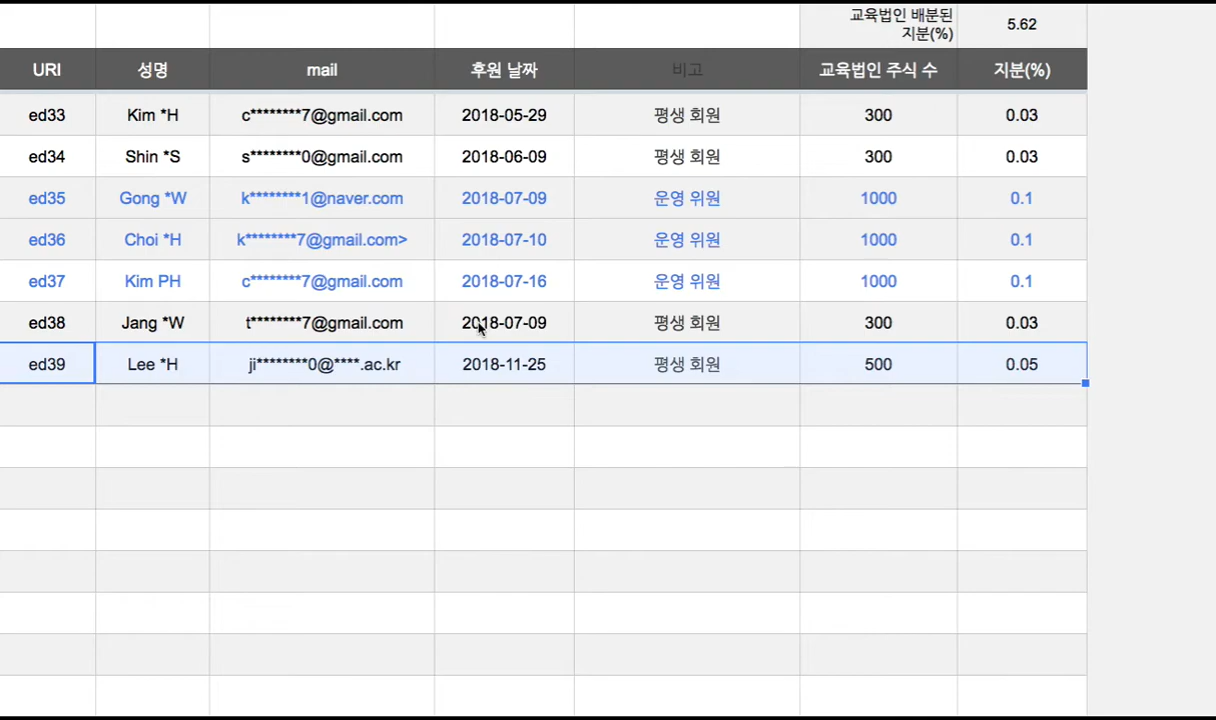 교육법인 배분된 지분(%) 5.62
URI 성명 mail 후원 날짜 비고 교육법인 주식 수 지분(%)
ed33 Kim *H c********7@gmail.com 2018-05-29 평생 회원 300 0.03
ed34 Shin *S s********0@gmail.com 2018-06-09 평생 회원 300 0.03
ed35 Gong *W k********1@naver.com 2018-07-09 운영 위원 1000 0.1
ed36 Choi *H k********7@gmail.com> 2018-07-10 운영 위원 1000 0.1
ed37 Kim PH c********7@gmail.com 2018-07-16 운영 위원 1000 0.1
ed38 Jang *W t********7@gmail.com 2018-07-09 평생 회원 300 0.03
ed39 Lee *H ji********0@****.ac.kr 2018-11-25 평생 회원 500 0.05